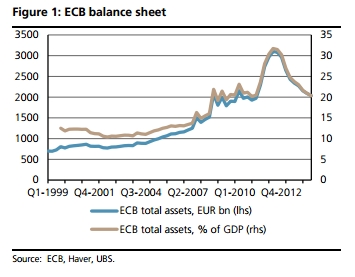 Figure 1: ECB balance sheet
3500 35
3000 30
2500 25
2000 20
1500 15
1000 10
500 5
0 0
Q1-1999 Q4-2001 Q3-2004 Q2-2007 Q1-2010 Q4-2012
ECB total assets, EUR bn (lhs)
ECB total assets, % of GDP (rhs)
Source: ECB, Haver, UBS.